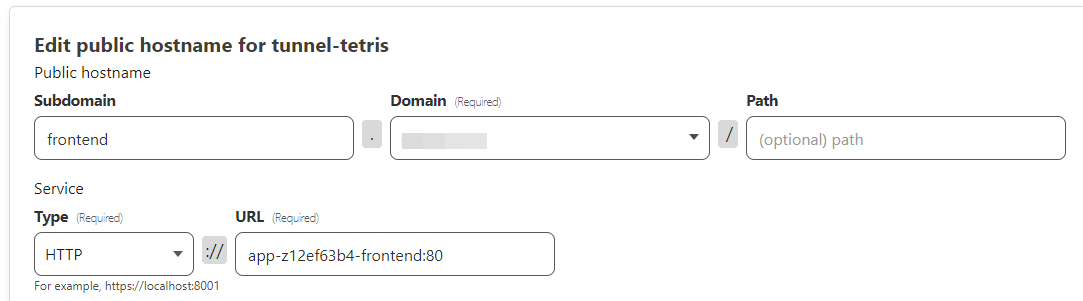 Edit public hostname for tunnel-tetris
Public hostname
Subdomain
Domain (Required)
Path
frontend
.
/
(optional) path
Service
Type (Required)
URL (Required)
HTTP
://
app-z12ef63b4-frontend:80
For example, https://localhost:8001